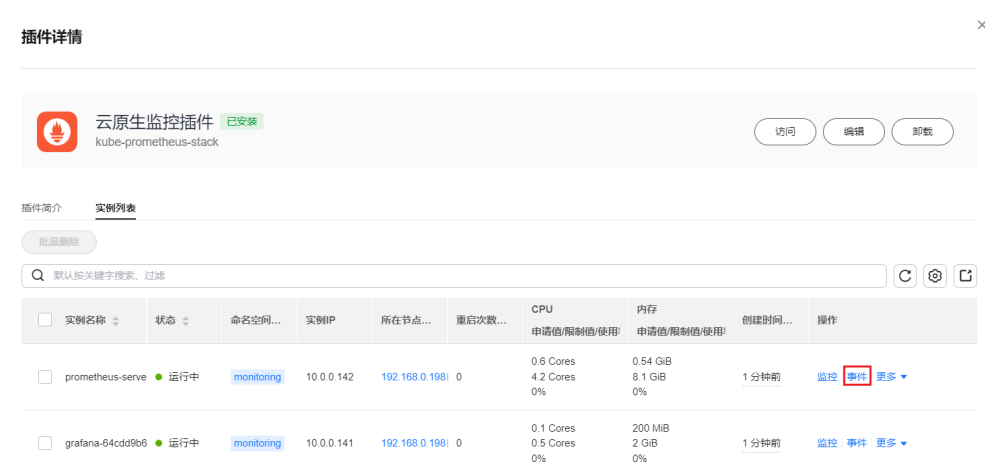 插件详情
云原生监控插件 已安装
kube-prometheus-stack
访问 编辑 卸载
插件简介 实例列表
批量删除
默认按关键字搜索、过滤
实例名称 状态 命名空间... 实例IP 所在节点... 重启次数... CPU 申请值/限制值/使用 内存 申请值/限制值/使用 创建时间... 操作
prometheus-serve 运行中 monitoring 10.0.0.142 192.168.0.198 0 0.6 Cores 0.54 GiB 1 分钟前 监控 事件 更多
4.2 Cores 8.1 GiB
0% 0%
grafana-64cdd9b6 运行中 monitoring 10.0.0.141 192.168.0.198 0 0.1 Cores 200 MiB 1 分钟前 监控 事件 更多
0.5 Cores 2 GiB
0% 0%